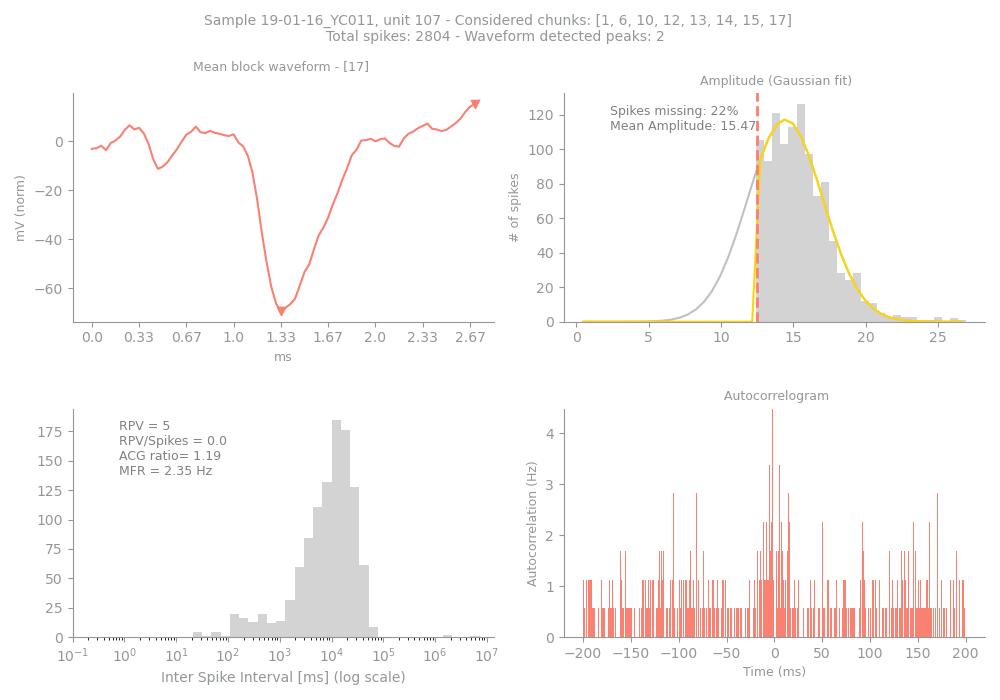 Sample 19-01-16_YC011, unit 107 - Considered chunks: [1, 6, 10, 12, 13, 14, 15, 17]
Total spikes: 2804 - Waveform detected peaks: 2
Mean block waveform - [17]
0
−20
−40
−60
mV (norm)
0.0 0.33 0.67 1.0 1.33 1.67 2.0 2.33 2.67
ms
Amplitude (Gaussian fit)
Spikes missing: 22%
Mean Amplitude: 15.47
120
100
80
60
40
20
0
# of spikes
0 5 10 15 20 25
RPV = 5
RPV/Spikes = 0.0
ACG ratio= 1.19
MFR = 2.35 Hz
175
150
125
100
75
50
25
0
10⁻¹ 10⁰ 10¹ 10² 10³ 10⁴ 10⁵ 10⁶ 10⁷
Inter Spike Interval [ms] (log scale)
Autocorrelogram
4
3
2
1
0
Autocorrelation (Hz)
−200 −150 −100 −50 0 50 100 150 200
Time (ms)